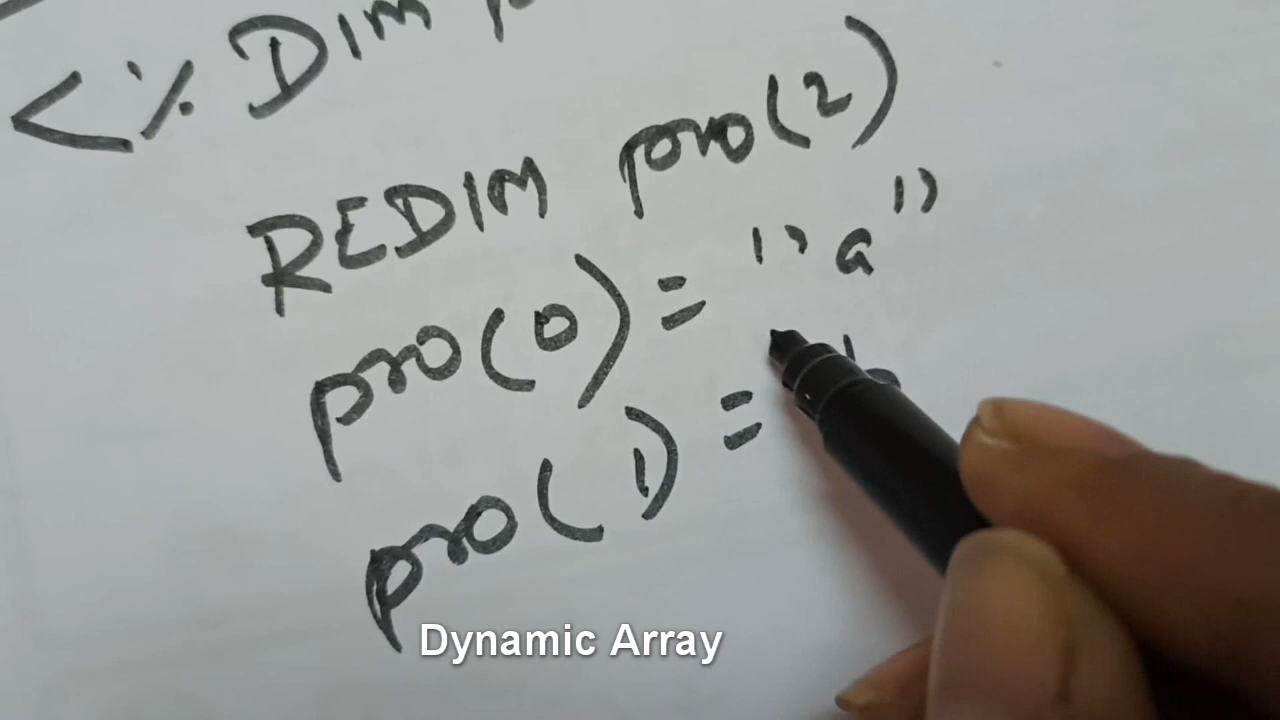 <% DIM
REDIM pro(2)
pro(0) = "a"
pro(1) = b
Dynamic Array